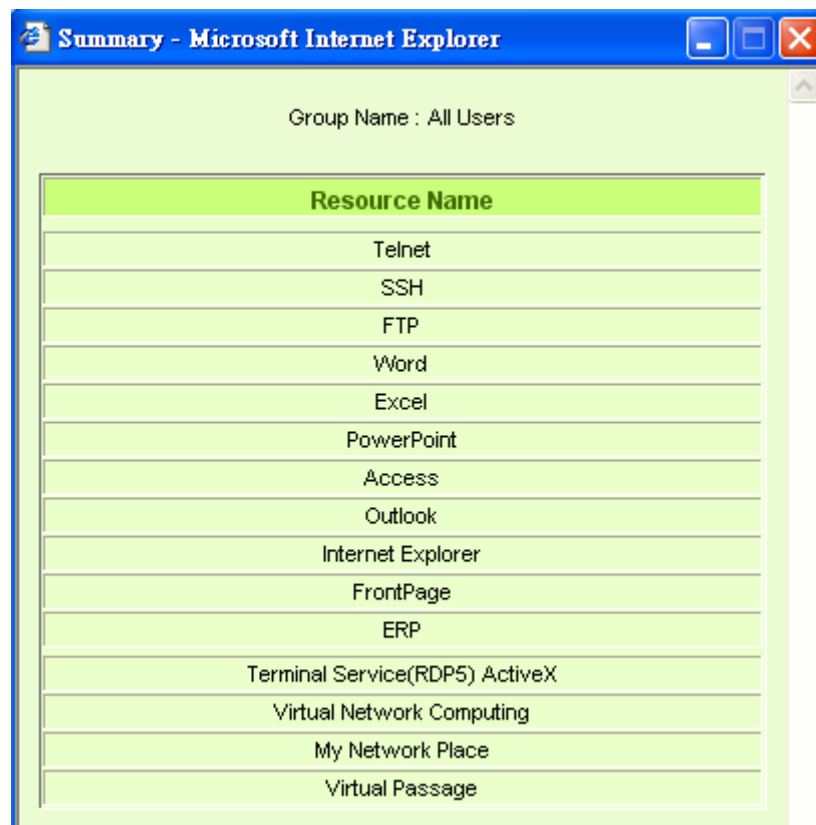 Summary - Microsoft Internet Explorer
Group Name : All Users
Resource Name
Telnet
SSH
FTP
Word
Excel
PowerPoint
Access
Outlook
Internet Explorer
FrontPage
ERP
Terminal Service(RDP5) ActiveX
Virtual Network Computing
My Network Place
Virtual Passage